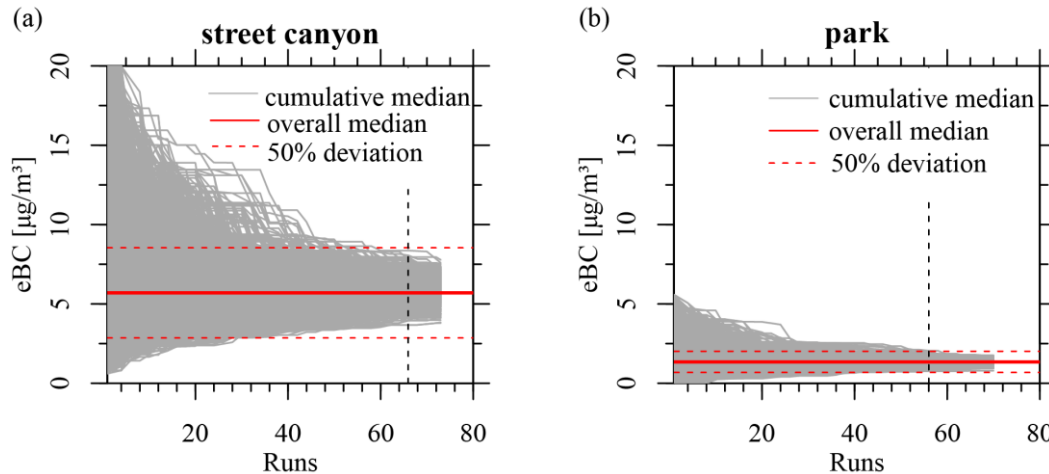 (a)
street canyon
cumulative median
overall median
50% deviation
eBC [µg/m³]
20
15
10
5
0
20 40 60 80
Runs
(b)
park
cumulative median
overall median
50% deviation
eBC [µg/m³]
20
15
10
5
0
20 40 60 80
Runs